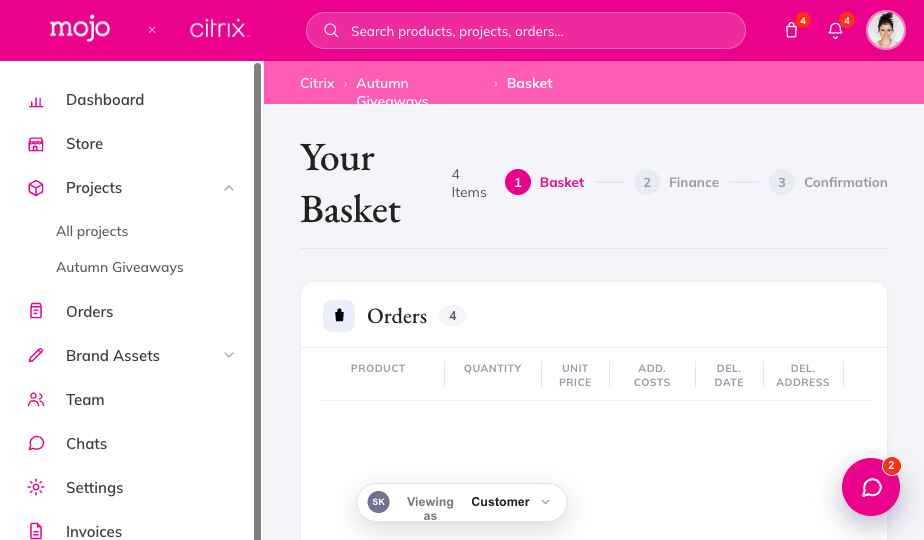 mojo × citrix
Search products, projects, orders...
4
4
Citrix › Autumn Giveaways › Basket
Dashboard
Store
Projects
All projects
Autumn Giveaways
Orders
Brand Assets
Team
Chats
Settings
Invoices
Your
Basket
4
Items
1 Basket
2 Finance
3 Confirmation
Orders 4
PRODUCT
QUANTITY
UNIT
PRICE
ADD.
COSTS
DEL.
DATE
DEL.
ADDRESS
SK Viewing as Customer
2